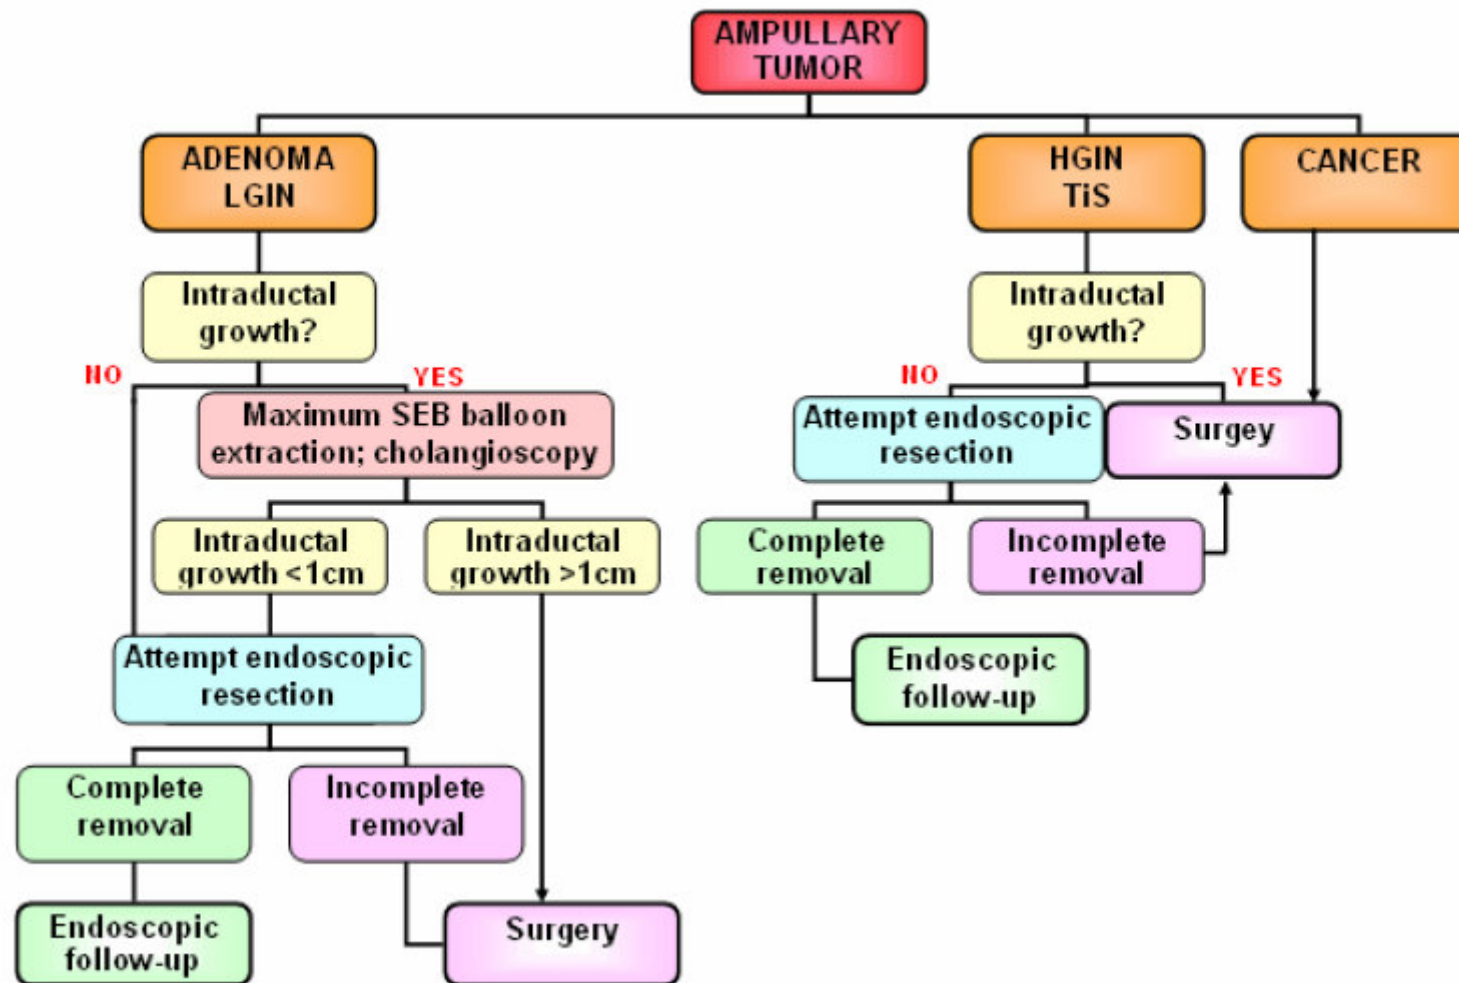 AMPULLARY
TUMOR
ADENOMA
LGIN
HGIN
TiS
CANCER
Intraductal
growth?
Intraductal
growth?
NO
YES
NO
YES
Maximum SEB balloon
extraction; cholangioscopy
Attempt endoscopic
resection
Surgey
Intraductal
growth <1cm
Intraductal
growth >1cm
Complete
removal
Incomplete
removal
Attempt endoscopic
resection
Endoscopic
follow-up
Complete
removal
Incomplete
removal
Endoscopic
follow-up
Surgery